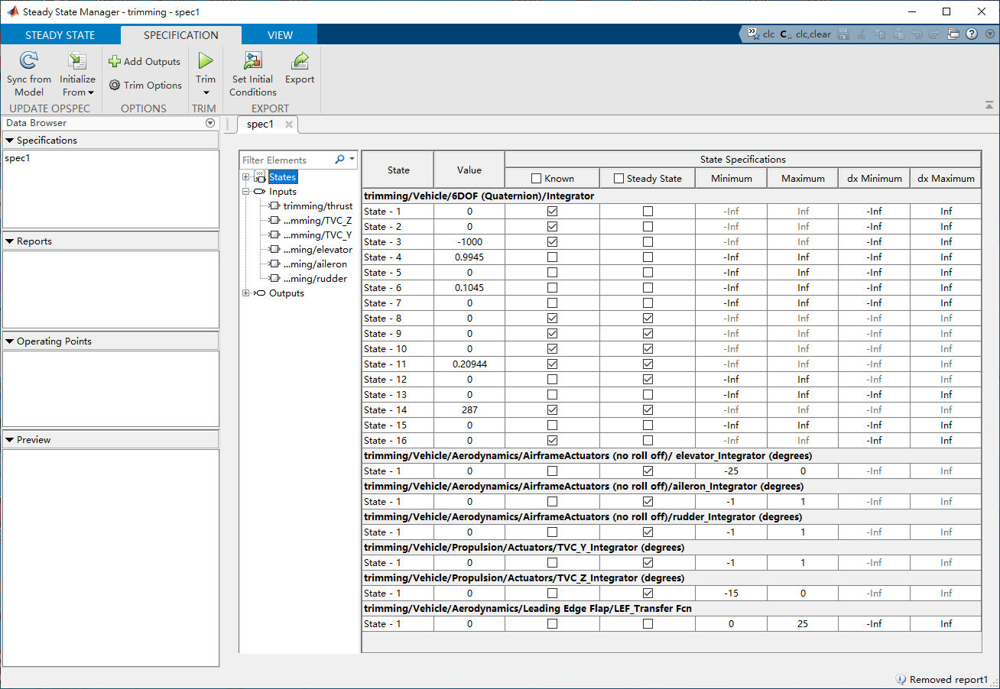 Steady State Manager - trimming - spec1
STEADY STATE SPECIFICATION VIEW
clc clc,clear
Sync from Model
Initialize From
Add Outputs
Trim Options
Trim
Set Initial Conditions
Export
UPDATE OPSPEC OPTIONS TRIM EXPORT
Data Browser
Specifications
spec1
Reports
Operating Points
Preview
spec1
Filter Elements
States
Inputs
trimming/thrust
...mming/TVC_Z
...mming/TVC_Y
...ming/elevator
...ming/aileron
...ming/rudder
Outputs
State Value State Specifications
Known Steady State Minimum Maximum dx Minimum dx Maximum
trimming/Vehicle/6DOF (Quaternion)/Integrator
State - 1 0 -Inf Inf -Inf Inf
State - 2 0 -Inf Inf -Inf Inf
State - 3 -1000 -Inf Inf -Inf Inf
State - 4 0.9945 -Inf Inf -Inf Inf
State - 5 0 -Inf Inf -Inf Inf
State - 6 0.1045 -Inf Inf -Inf Inf
State - 7 0 -Inf Inf -Inf Inf
State - 8 0 -Inf Inf -Inf Inf
State - 9 0 -Inf Inf -Inf Inf
State - 10 0 -Inf Inf -Inf Inf
State - 11 0.20944 -Inf Inf -Inf Inf
State - 12 0 -Inf Inf -Inf Inf
State - 13 0 -Inf Inf -Inf Inf
State - 14 287 -Inf Inf -Inf Inf
State - 15 0 -Inf Inf -Inf Inf
State - 16 0 -Inf Inf -Inf Inf
trimming/Vehicle/Aerodynamics/AirframeActuators (no roll off)/ elevator_Integrator (degrees)
State - 1 0 -25 0 -Inf Inf
trimming/Vehicle/Aerodynamics/AirframeActuators (no roll off)/aileron_Integrator (degrees)
State - 1 0 -1 1 -Inf Inf
trimming/Vehicle/Aerodynamics/AirframeActuators (no roll off)/rudder_Integrator (degrees)
State - 1 0 -1 1 -Inf Inf
trimming/Vehicle/Propulsion/Actuators/TVC_Y_Integrator (degrees)
State - 1 0 -1 1 -Inf Inf
trimming/Vehicle/Propulsion/Actuators/TVC_Z_Integrator (degrees)
State - 1 0 -15 0 -Inf Inf
trimming/Vehicle/Aerodynamics/Leading Edge Flap/LEF_Transfer Fcn
State - 1 0 0 25 -Inf Inf
Removed report1